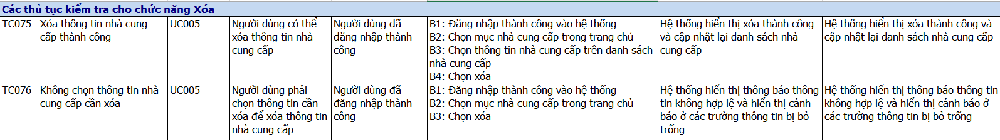 Các thủ tục kiểm tra cho chức năng Xóa
TC075
Xóa thông tin nhà cung
cấp thành công
UC005
Người dùng có thể
xóa thông tin nhà
cung cấp
Người dùng đã
đăng nhập thành
công
B1: Đăng nhập thành công vào hệ thống
B2: Chọn mục nhà cung cấp trong trang chủ
B3: Chọn thông tin nhà cung cấp trên danh sách
nhà cung cấp
B4: Chọn xóa
Hệ thống hiển thị xóa thành công
và cập nhật lại danh sách nhà
cung cấp
Hệ thống hiển thị xóa thành công và
cập nhật lại danh sách nhà cung cấp
TC076
Không chọn thông tin nhà
cung cấp cần xóa
UC005
Người dùng phải
chọn thông tin cần
xóa để xóa thông tin
nhà cung cấp
Người dùng đã
đăng nhập thành
công
B1: Đăng nhập thành công vào hệ thống
B2: Chọn mục nhà cung cấp trong trang chủ
B3: Chọn xóa
Hệ thống hiển thị thông báo thông
tin không hợp lệ và hiển thị cảnh
báo ở các trường thông tin bị bỏ
trống
Hệ thống hiển thị thông báo thông tin
không hợp lệ và hiển thị cảnh báo ở
các trường thông tin bị bỏ trống